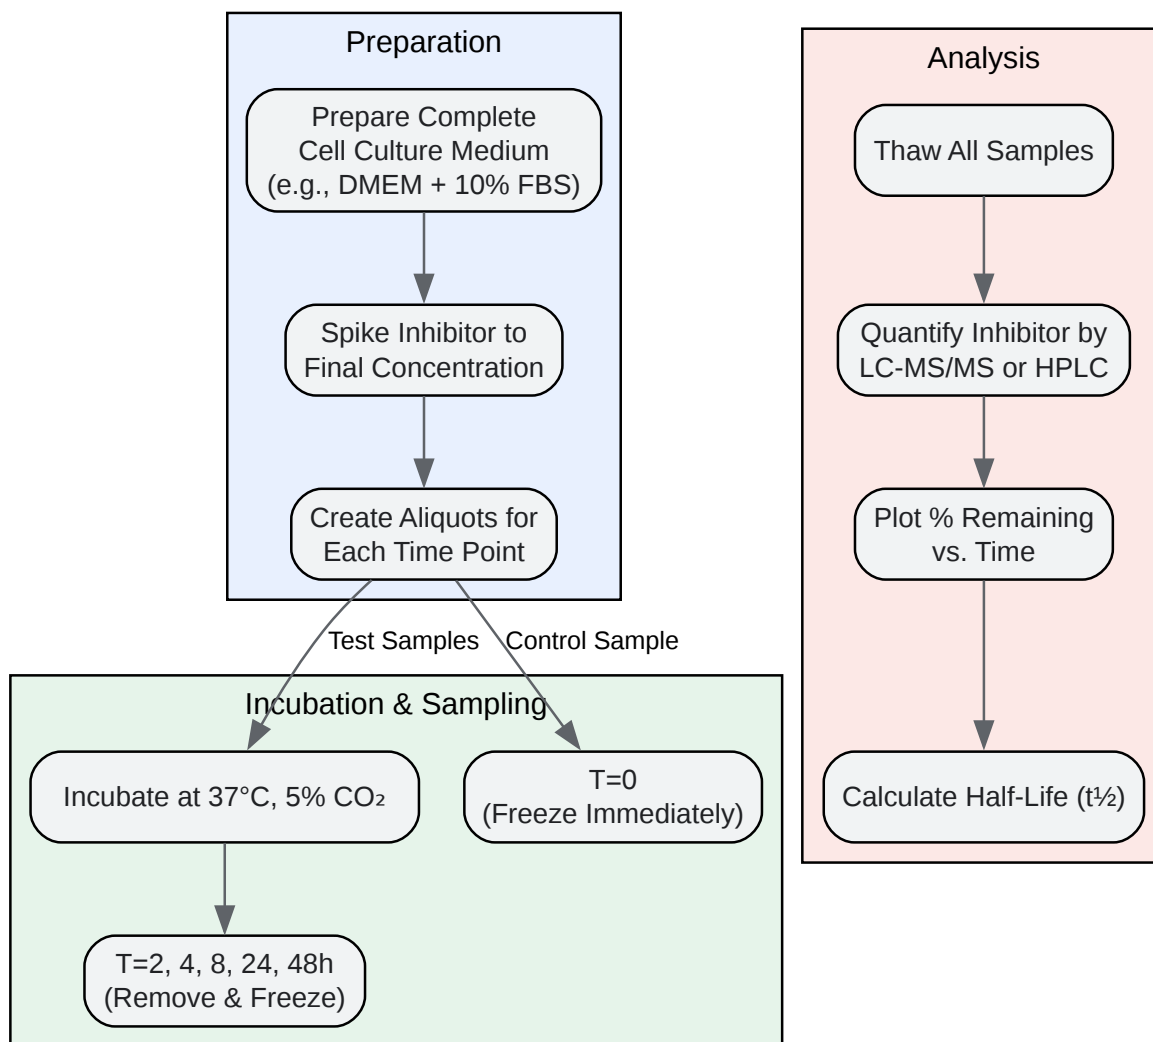 Preparation
Prepare Complete
Cell Culture Medium
(e.g., DMEM + 10% FBS)
Spike Inhibitor to
Final Concentration
Create Aliquots for
Each Time Point
Test Samples
Control Sample
Incubation & Sampling
Incubate at 37°C, 5% CO₂
T=0
(Freeze Immediately)
T=2, 4, 8, 24, 48h
(Remove & Freeze)
Analysis
Thaw All Samples
Quantify Inhibitor by
LC-MS/MS or HPLC
Plot % Remaining
vs. Time
Calculate Half-Life (t½)